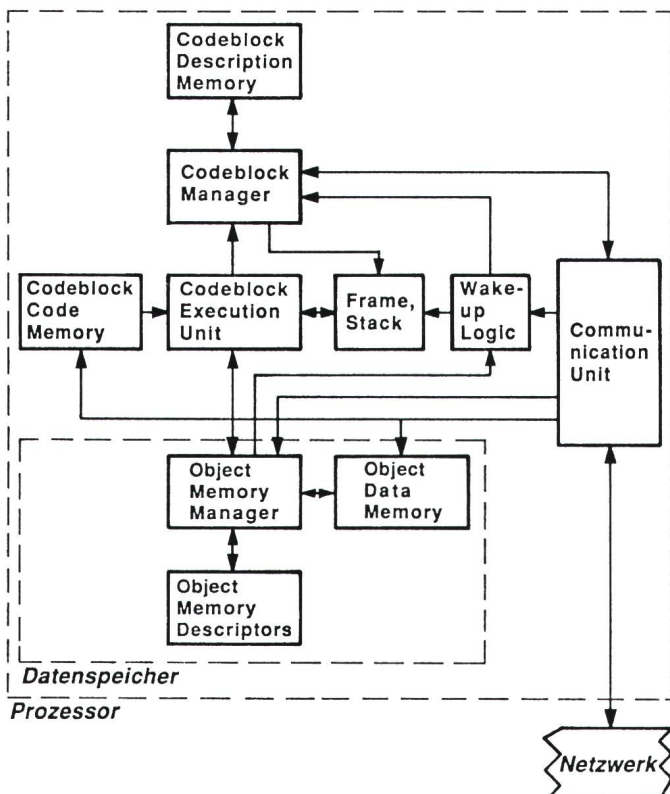 Codeblock
Description
Memory
Codeblock
Manager
Codeblock
Code
Memory
Codeblock
Execution
Unit
Frame,
Stack
Wake-
up
Logic
Commu-
nication
Unit
Object
Memory
Manager
Object
Data
Memory
Object
Memory
Descriptors
Datenspeicher
Prozessor
Netzwerk